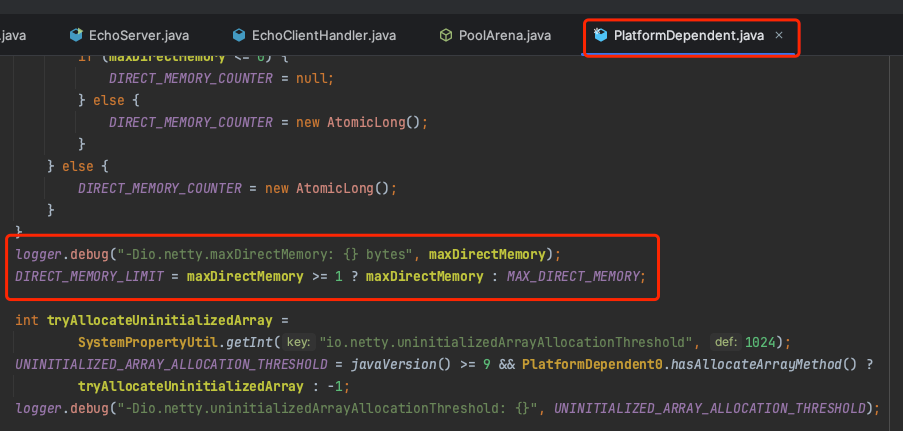 .java EchoServer.java EchoClientHandler.java PoolArena.java PlatformDependent.java ×
if (maxDirectMemory <= 0) {
DIRECT_MEMORY_COUNTER = null;
} else {
DIRECT_MEMORY_COUNTER = new AtomicLong();
}
} else {
DIRECT_MEMORY_COUNTER = new AtomicLong();
}
}
logger.debug("-Dio.netty.maxDirectMemory: {} bytes", maxDirectMemory);
DIRECT_MEMORY_LIMIT = maxDirectMemory >= 1 ? maxDirectMemory : MAX_DIRECT_MEMORY;
int tryAllocateUninitializedArray =
SystemPropertyUtil.getInt( key: "io.netty.uninitializedArrayAllocationThreshold", def: 1024);
UNINITIALIZED_ARRAY_ALLOCATION_THRESHOLD = javaVersion() >= 9 && PlatformDependent0.hasAllocateArrayMethod() ?
tryAllocateUninitializedArray : -1;
logger.debug("-Dio.netty.uninitializedArrayAllocationThreshold: {}", UNINITIALIZED_ARRAY_ALLOCATION_THRESHOLD);